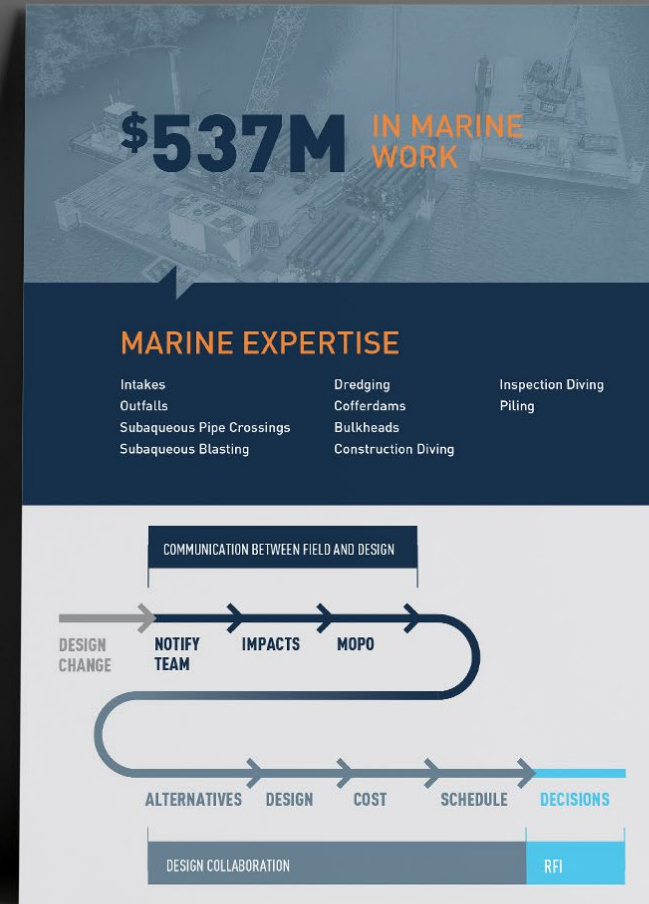 $537M
IN MARINE
WORK
MARINE EXPERTISE
Intakes
Outfalls
Subaqueous Pipe Crossings
Subaqueous Blasting
Dredging
Cofferdams
Bulkheads
Construction Diving
Inspection Diving
Piling
COMMUNICATION BETWEEN FIELD AND DESIGN
DESIGN
CHANGE
NOTIFY
TEAM
IMPACTS
MOPO
ALTERNATIVES
DESIGN
COST
SCHEDULE
DECISIONS
DESIGN COLLABORATION
RFI